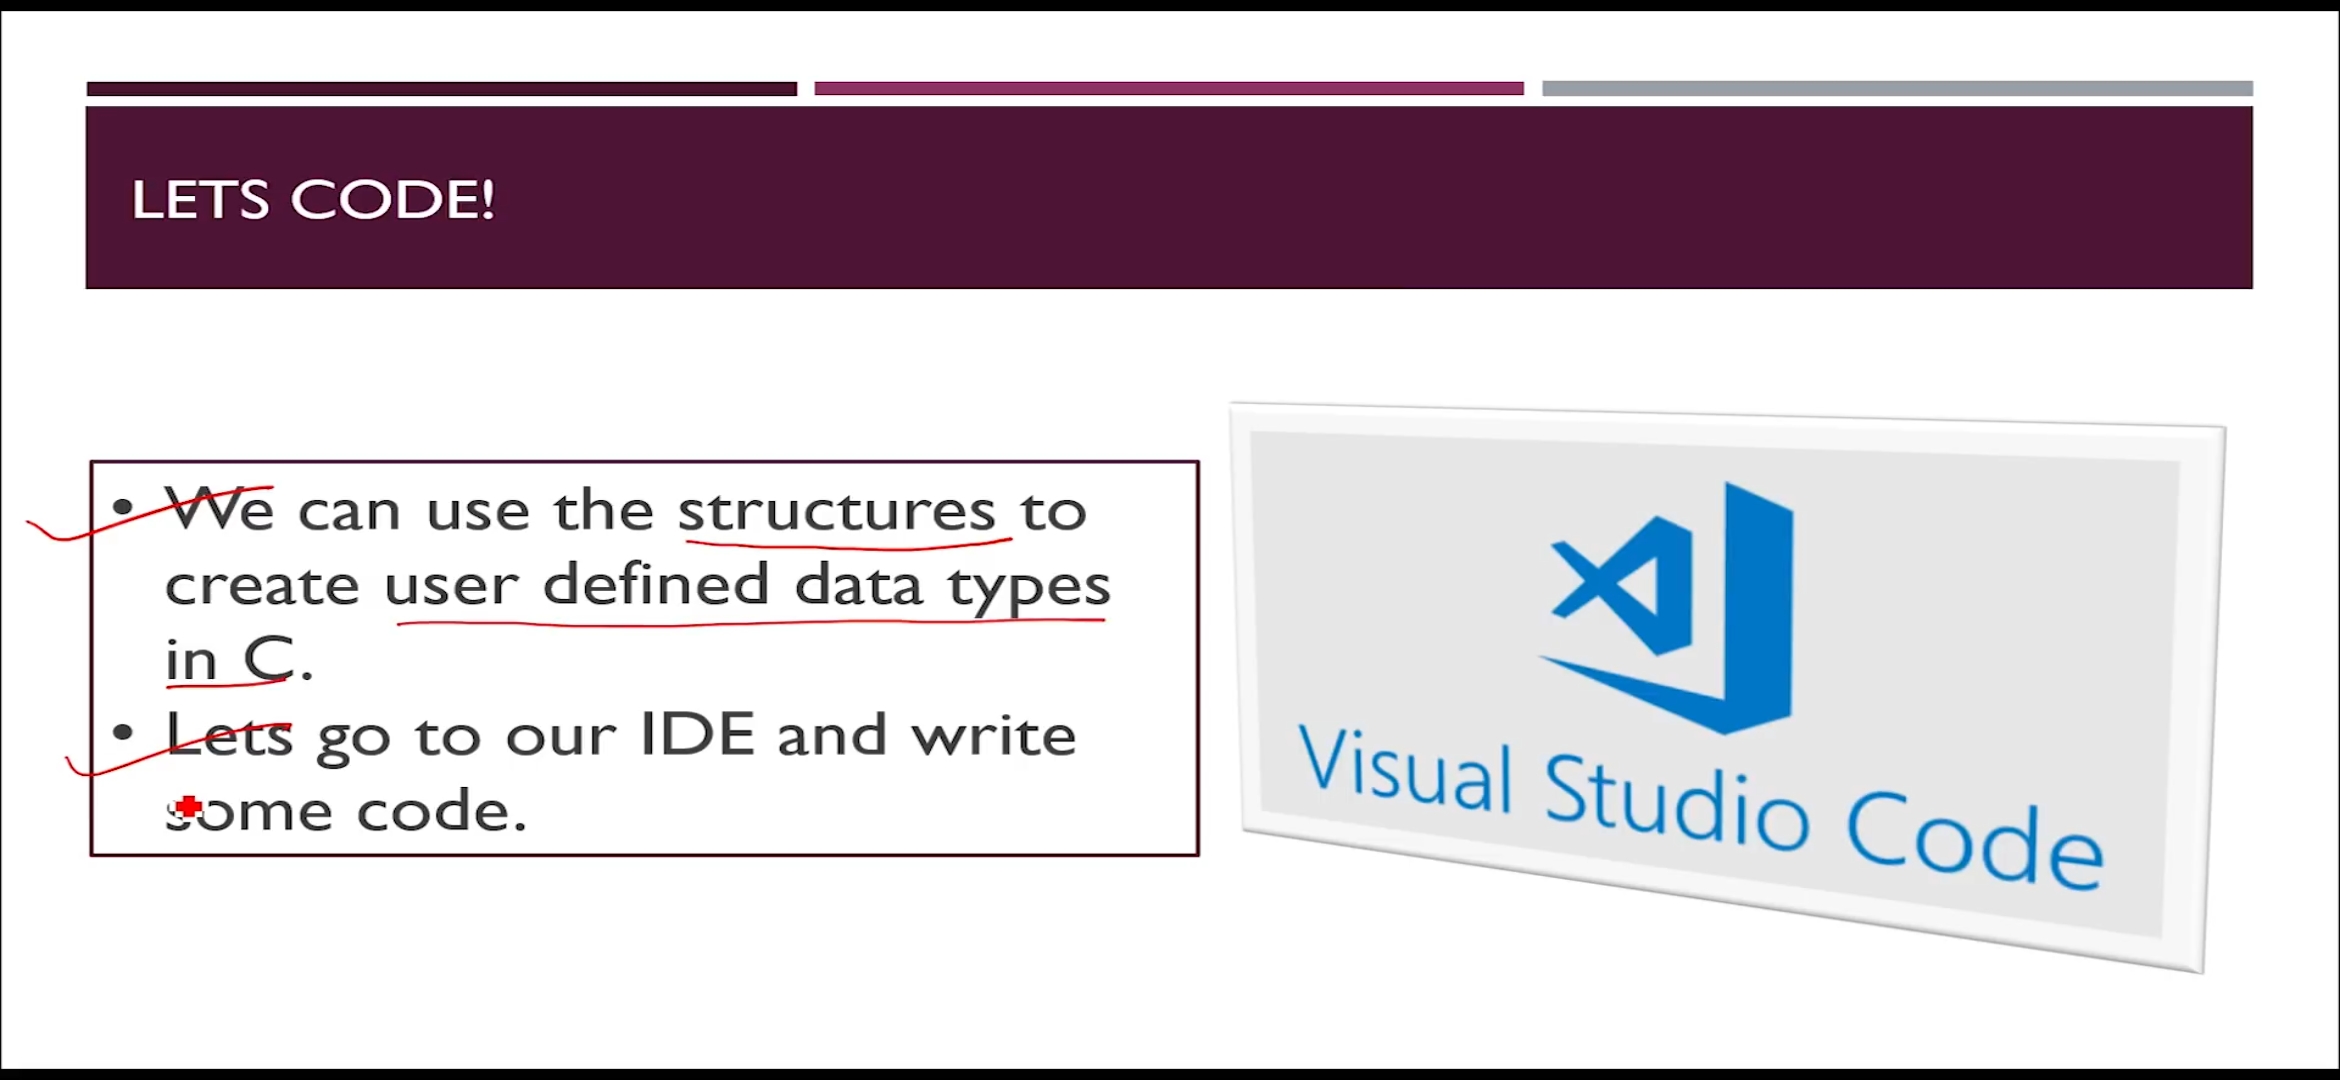 LETS CODE!
• We can use the structures to
create user defined data types
in C.
• Lets go to our IDE and write
some code.
Visual Studio Code